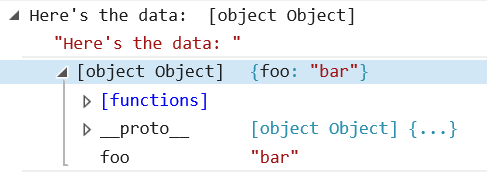 Here's the data:  [object Object]
"Here's the data: "
[object Object]  {foo: "bar"}
[functions]
__proto__  [object Object] {...}
foo  "bar"